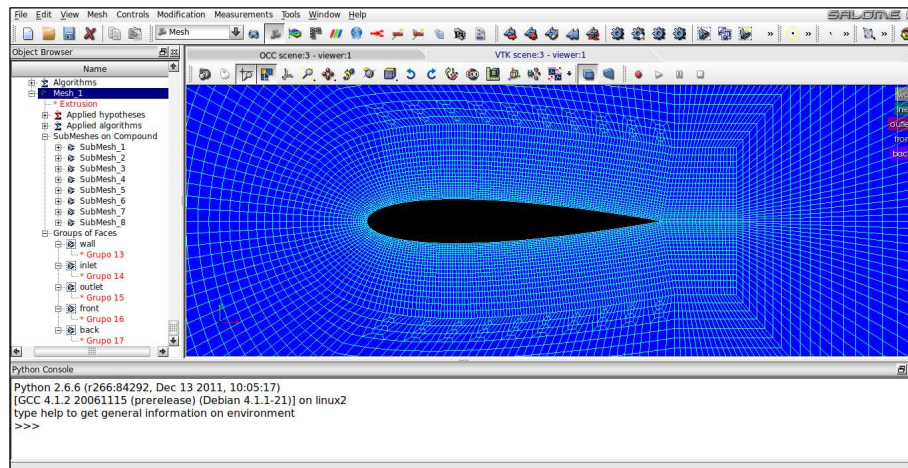 File Edit View Mesh Controls Modification Measurements Tools Window Help
SALOME
Mesh
Object Browser
OCC scene:3 - viewer:1
VTK scene:3 - viewer:1
Name
Algorithms
Mesh_1
* Extrusion
Applied hypotheses
Applied algorithms
SubMeshes on Compound
SubMesh_1
SubMesh_2
SubMesh_3
SubMesh_4
SubMesh_5
SubMesh_6
SubMesh_7
SubMesh_8
Groups of Faces
wall
* Grupo 13
inlet
* Grupo 14
outlet
* Grupo 15
front
* Grupo 16
back
* Grupo 17
Python Console
Python 2.6.6 (r266:84292, Dec 13 2011, 10:05:17)
[GCC 4.1.2 20061115 (prerelease) (Debian 4.1.1-21)] on linux2
type help to get general information on environment
>>>